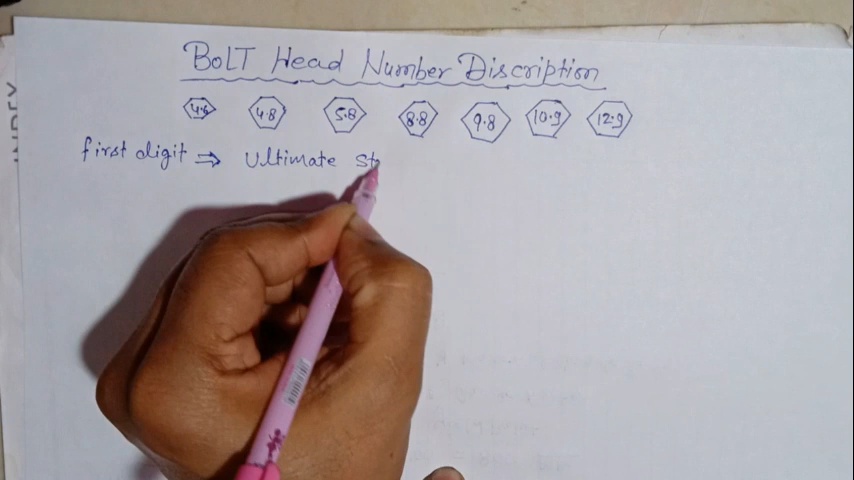 BoLT Head Number Discription
4.6 4.8 5.8 8.8 9.8 10.9 12.9
first digit ⇒ Ultimate St
INDEX